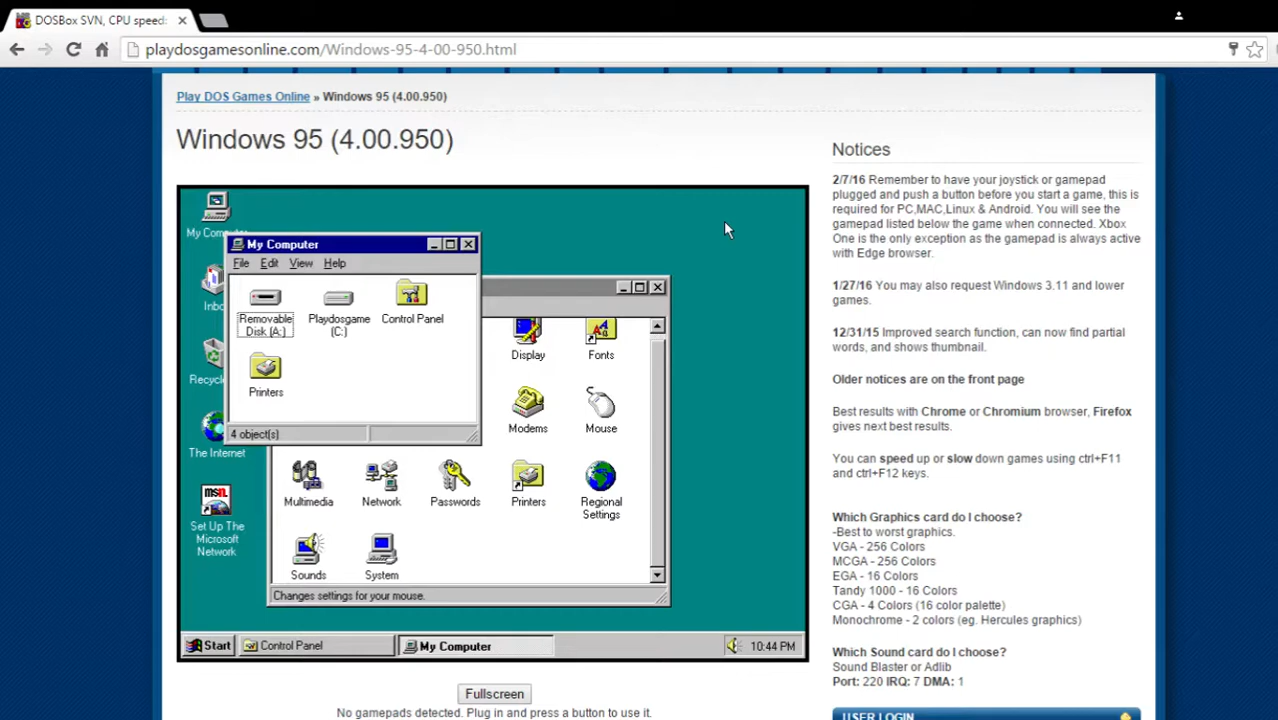 DOSBox SVN, CPU speed:
playdosgamesonline.com/Windows-95-4-00-950.html
Play DOS Games Online » Windows 95 (4.00.950)
Windows 95 (4.00.950)
My Comp
My Computer
File Edit View Help
Removable
Disk (A:)
Playdosgame
(C:)
Control Panel
Printers
4 object(s)
Inbo
Recycl
The Internet
MSN
Set Up The
Microsoft
Network
Display
Fonts
Modems
Mouse
Multimedia
Network
Passwords
Printers
Regional
Settings
Sounds
System
Changes settings for your mouse.
Start
Control Panel
My Computer
10:44 PM
Fullscreen
No gamepads detected. Plug in and press a button to use it.
Notices
2/7/16 Remember to have your joystick or gamepad
plugged and push a button before you start a game, this is
required for PC,MAC,Linux & Android. You will see the
gamepad listed below the game when connected. Xbox
One is the only exception as the gamepad is always active
with Edge browser.
1/27/16 You may also request Windows 3.11 and lower
games.
12/31/15 Improved search function, can now find partial
words, and shows thumbnail.
Older notices are on the front page
Best results with Chrome or Chromium browser, Firefox
gives next best results.
You can speed up or slow down games using ctrl+F11
and ctrl+F12 keys.
Which Graphics card do I choose?
-Best to worst graphics.
VGA - 256 Colors
MCGA - 256 Colors
EGA - 16 Colors
Tandy 1000 - 16 Colors
CGA - 4 Colors (16 color palette)
Monochrome - 2 colors (eg. Hercules graphics)
Which Sound card do I choose?
Sound Blaster or Adlib
Port: 220 IRQ: 7 DMA: 1
USER LOGIN